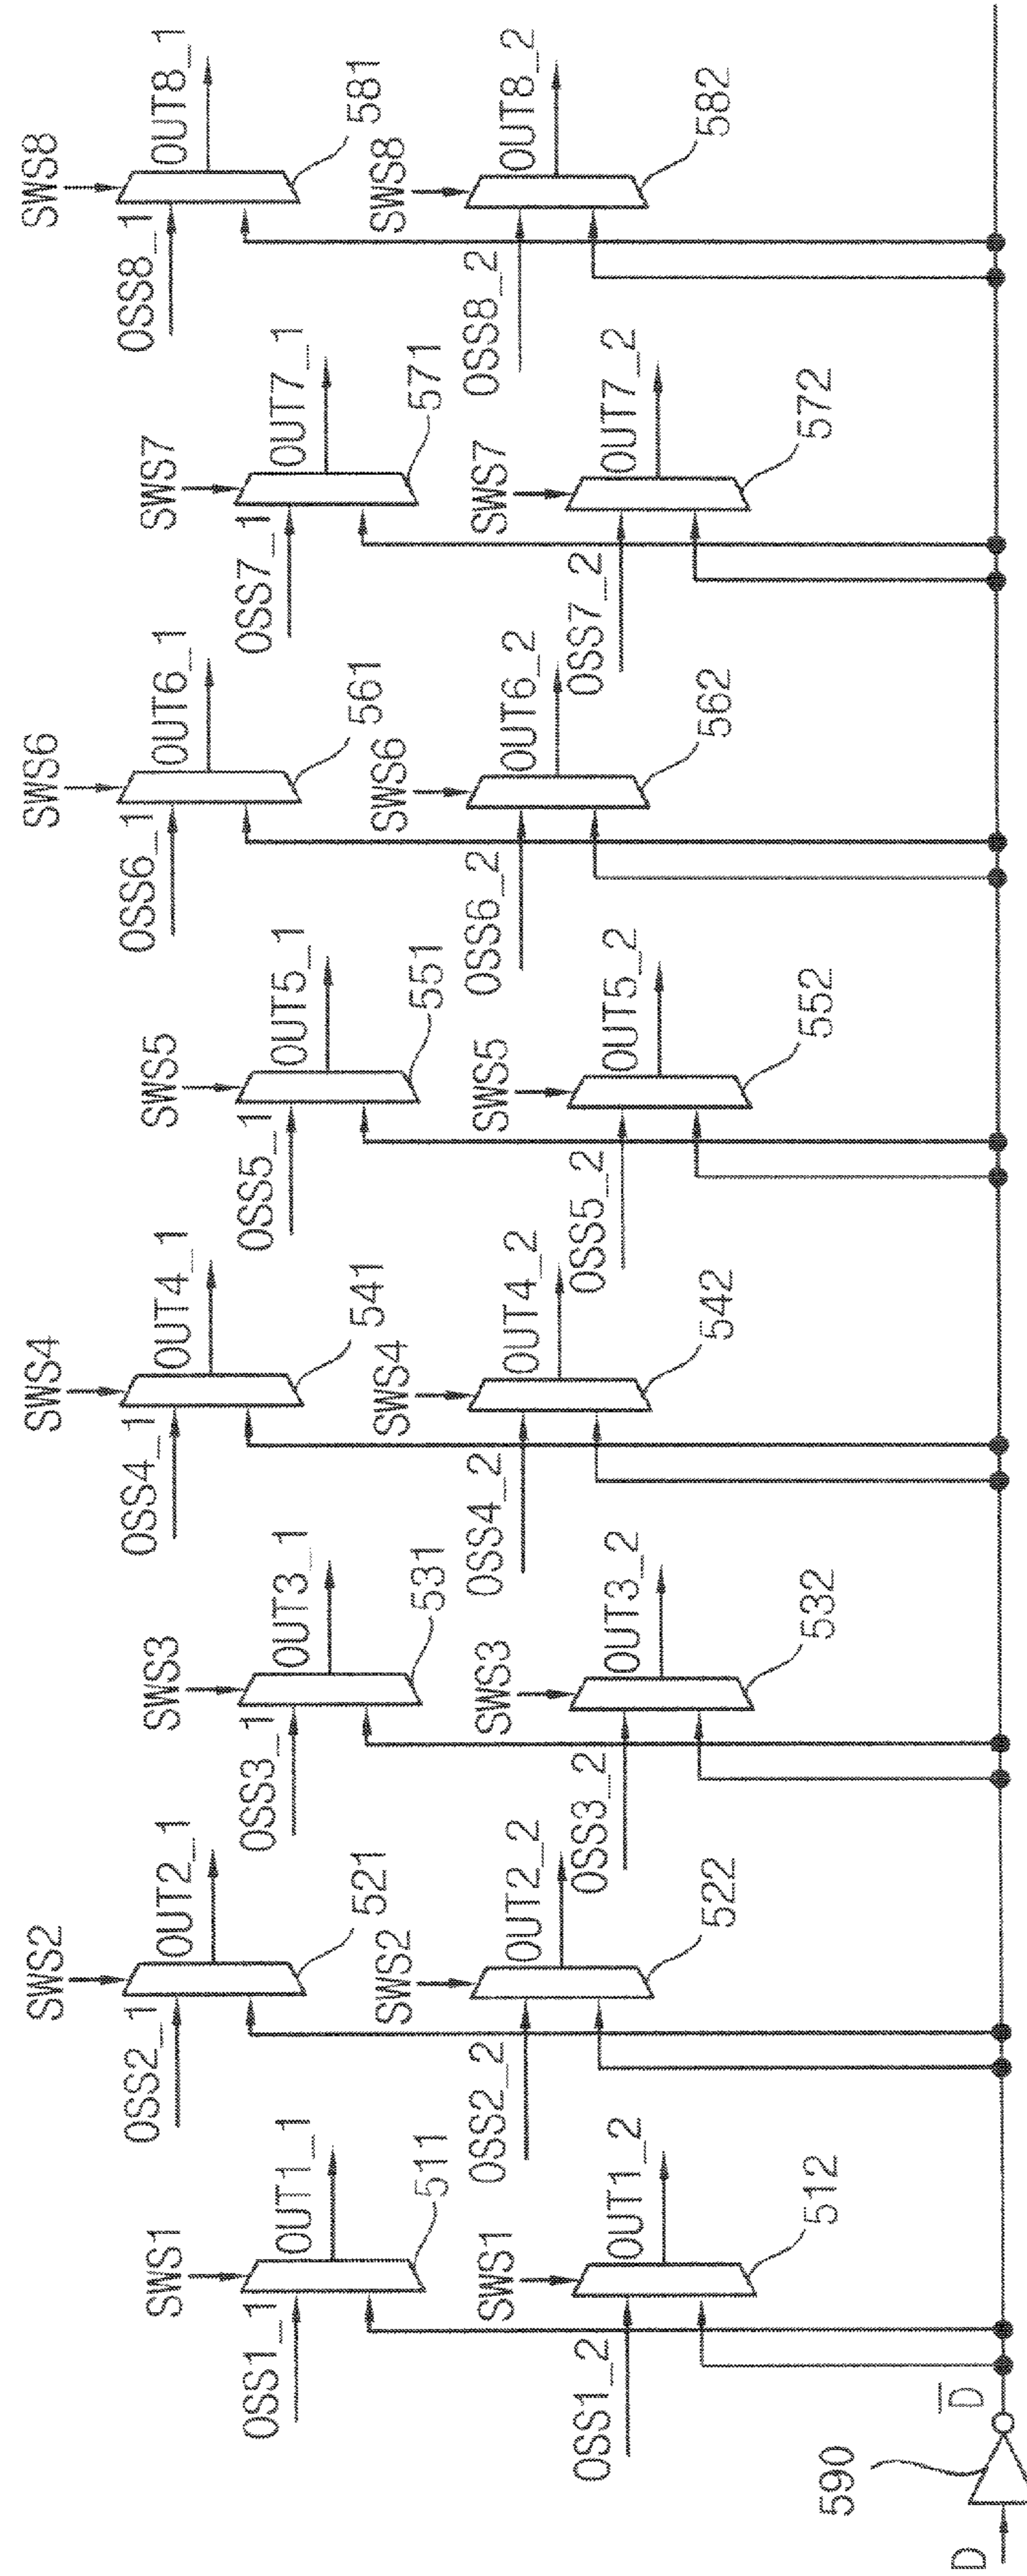 SWS1
OSS1_1
OUT1_1
511
SWS1
OSS1_2
OUT1_2
512
SWS2
OSS2_1
OUT2_1
521
SWS2
OSS2_2
OUT2_2
522
SWS3
OSS3_1
OUT3_1
531
SWS3
OSS3_2
OUT3_2
532
SWS4
OSS4_1
OUT4_1
541
SWS4
OSS4_2
OUT4_2
542
SWS5
OSS5_1
OUT5_1
551
SWS5
OSS5_2
OUT5_2
552
SWS6
OSS6_1
OUT6_1
561
SWS6
OSS6_2
OUT6_2
562
SWS7
OSS7_1
OUT7_1
571
SWS7
OSS7_2
OUT7_2
572
SWS8
OSS8_1
OUT8_1
581
SWS8
OSS8_2
OUT8_2
582
590
D
D̅